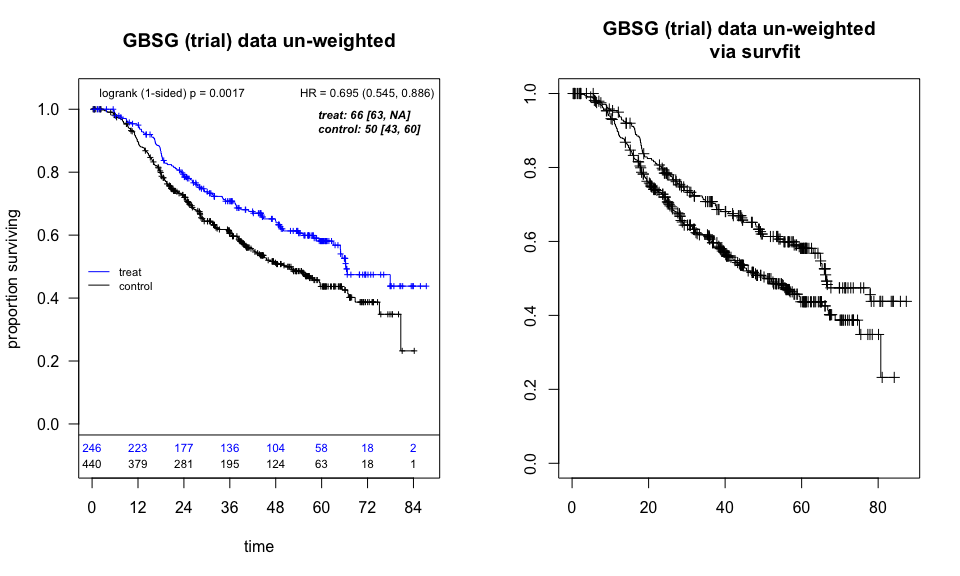 GBSG (trial) data un-weighted
logrank (1-sided) p = 0.0017
HR = 0.695 (0.545, 0.886)
treat: 66 [63, NA]
control: 50 [43, 60]
1.0
0.8
0.6
0.4
0.2
0.0
proportion surviving
treat
control
246 223 177 136 104 58 18 2
440 379 281 195 124 63 18 1
0 12 24 36 48 60 72 84
time
GBSG (trial) data un-weighted
via survfit
1.0
0.8
0.6
0.4
0.2
0.0
0 20 40 60 80